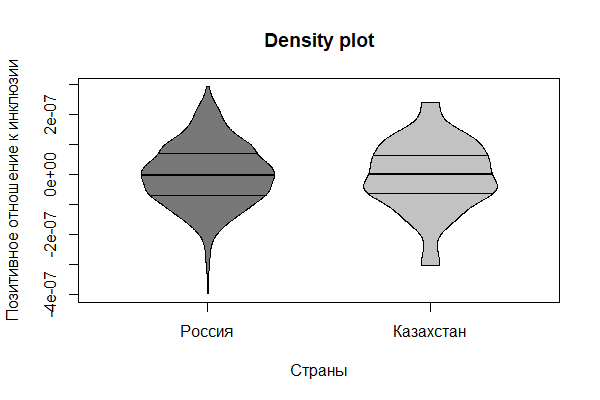 Density plot
Позитивное отношение к инклюзии
2e-07
0e+00
-2e-07
-4e-07
Россия
Казахстан
Страны